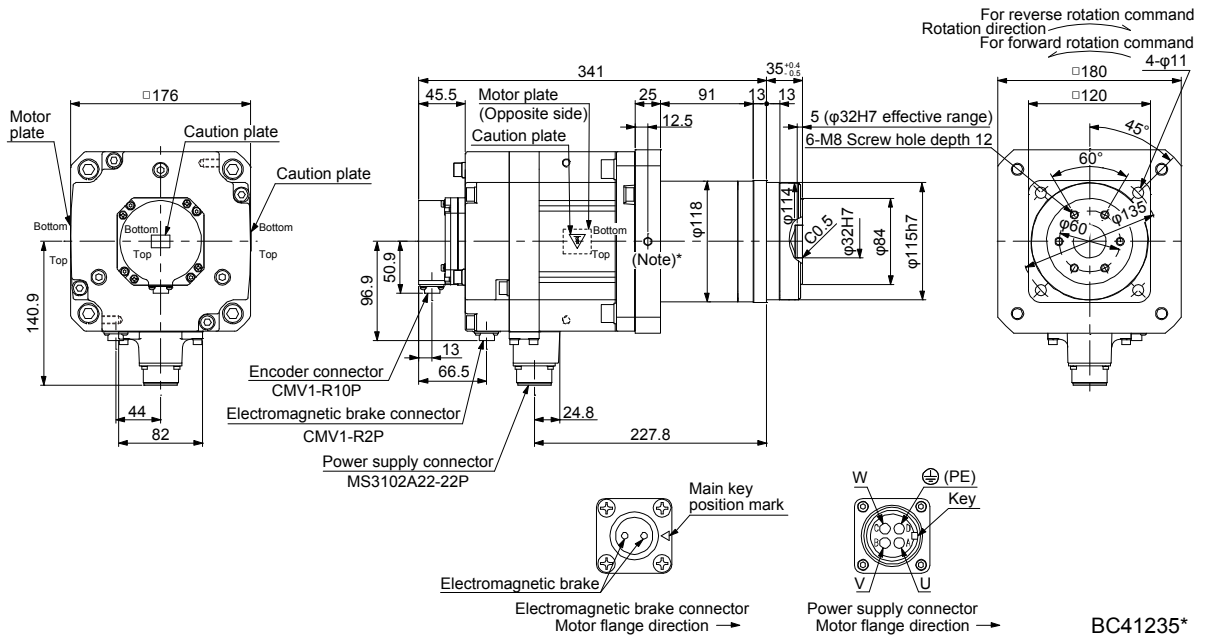 For reverse rotation command
Rotation direction
For forward rotation command
4-φ11
341
35 +0.4 -0.5
□180
□176
45.5
Motor plate
(Opposite side)
25
91
13
13
□120
Motor
plate
Caution plate
Caution plate
12.5
5 (φ32H7 effective range)
6-M8 Screw hole depth 12
45°
60°
Caution plate
Bottom
Top
Bottom
Top
Bottom
Top
Bottom
Top
(Note)*
φ118
φ114
C0.5
φ32H7
φ84
φ115h7
φ135
φ60
140.9
96.9
50.9
13
66.5
Encoder connector
CMV1-R10P
Electromagnetic brake connector
CMV1-R2P
44
82
24.8
227.8
Power supply connector
MS3102A22-22P
Main key
position mark
W
(PE)
Key
C
D
B
A
V
U
Electromagnetic brake
Electromagnetic brake connector
Motor flange direction
Power supply connector
Motor flange direction
BC41235*